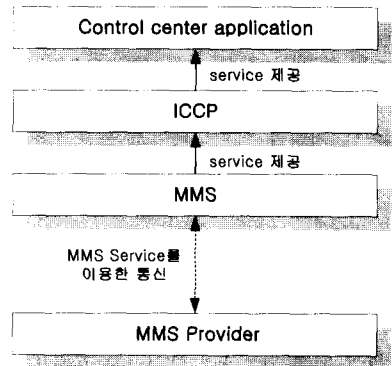 Control center application
service 제공
ICCP
service 제공
MMS
MMS Service를
이용한 통신
MMS Provider